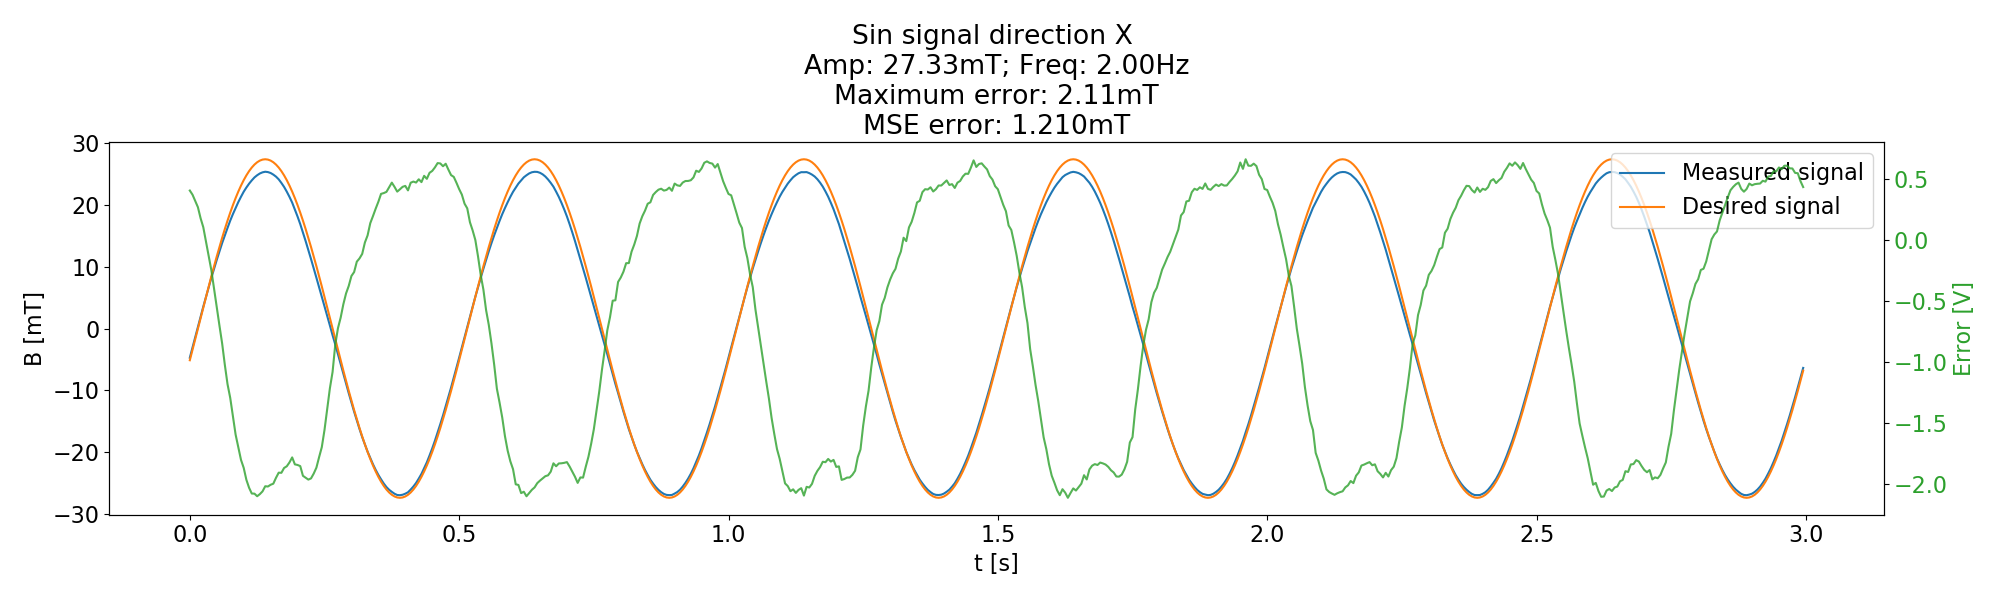 Sin signal direction X
Amp: 27.33mT; Freq: 2.00Hz
Maximum error: 2.11mT
MSE error: 1.210mT
30
20
10
0
−10
−20
−30
B [mT]
Measured signal
Desired signal
0.5
0.0
−0.5
−1.0
−1.5
−2.0
Error [V]
0.0 0.5 1.0 1.5 2.0 2.5 3.0
t [s]